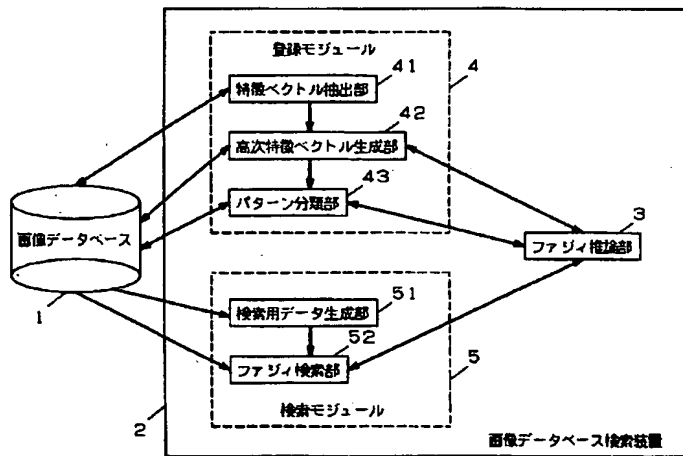 登録モジュール
4
特徴ベクトル抽出部
41
高次特徴ベクトル生成部
42
パターン分類部
43
画像データベース
1
ファジィ推論部
3
検索用データ生成部
51
ファジィ検索部
52
検索モジュール
5
2
画像データベース検索装置